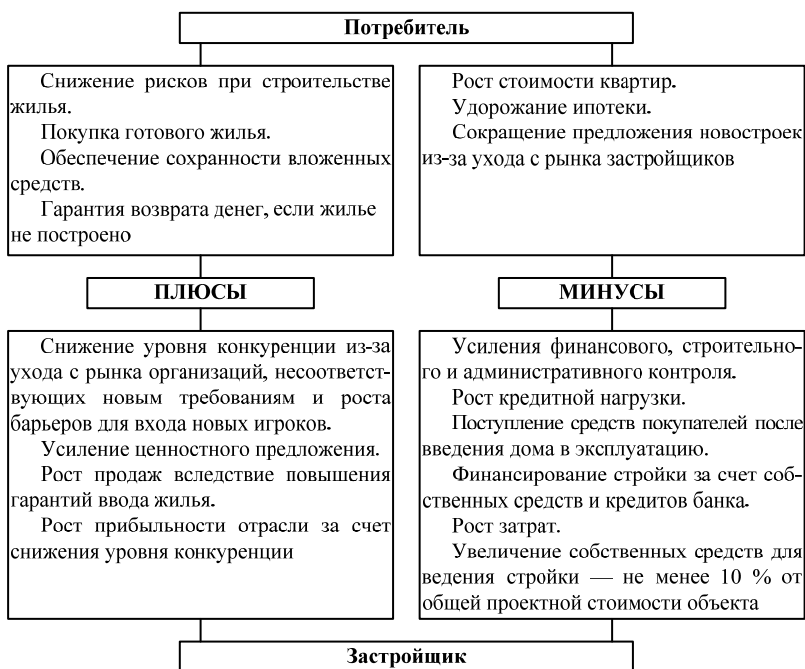 Потребитель
Снижение рисков при строительстве
жилья.
Покупка готового жилья.
Обеспечение сохранности вложенных
средств.
Гарантия возврата денег, если жилье
не построено
Рост стоимости квартир.
Удорожание ипотеки.
Сокращение предложения новостроек
из-за ухода с рынка застройщиков
ПЛЮСЫ
МИНУСЫ
Снижение уровня конкуренции из-за
ухода с рынка организаций, несоответст-
вующих новым требованиям и роста
барьеров для входа новых игроков.
Усиление ценностного предложения.
Рост продаж вследствие повышения
гарантий ввода жилья.
Рост прибыльности отрасли за счет
снижения уровня конкуренции
Усиления финансового, строительно-
го и административного контроля.
Рост кредитной нагрузки.
Поступление средств покупателей после
введения дома в эксплуатацию.
Финансирование стройки за счет соб-
ственных средств и кредитов банка.
Рост затрат.
Увеличение собственных средств для
ведения стройки — не менее 10 % от
общей проектной стоимости объекта
Застройщик